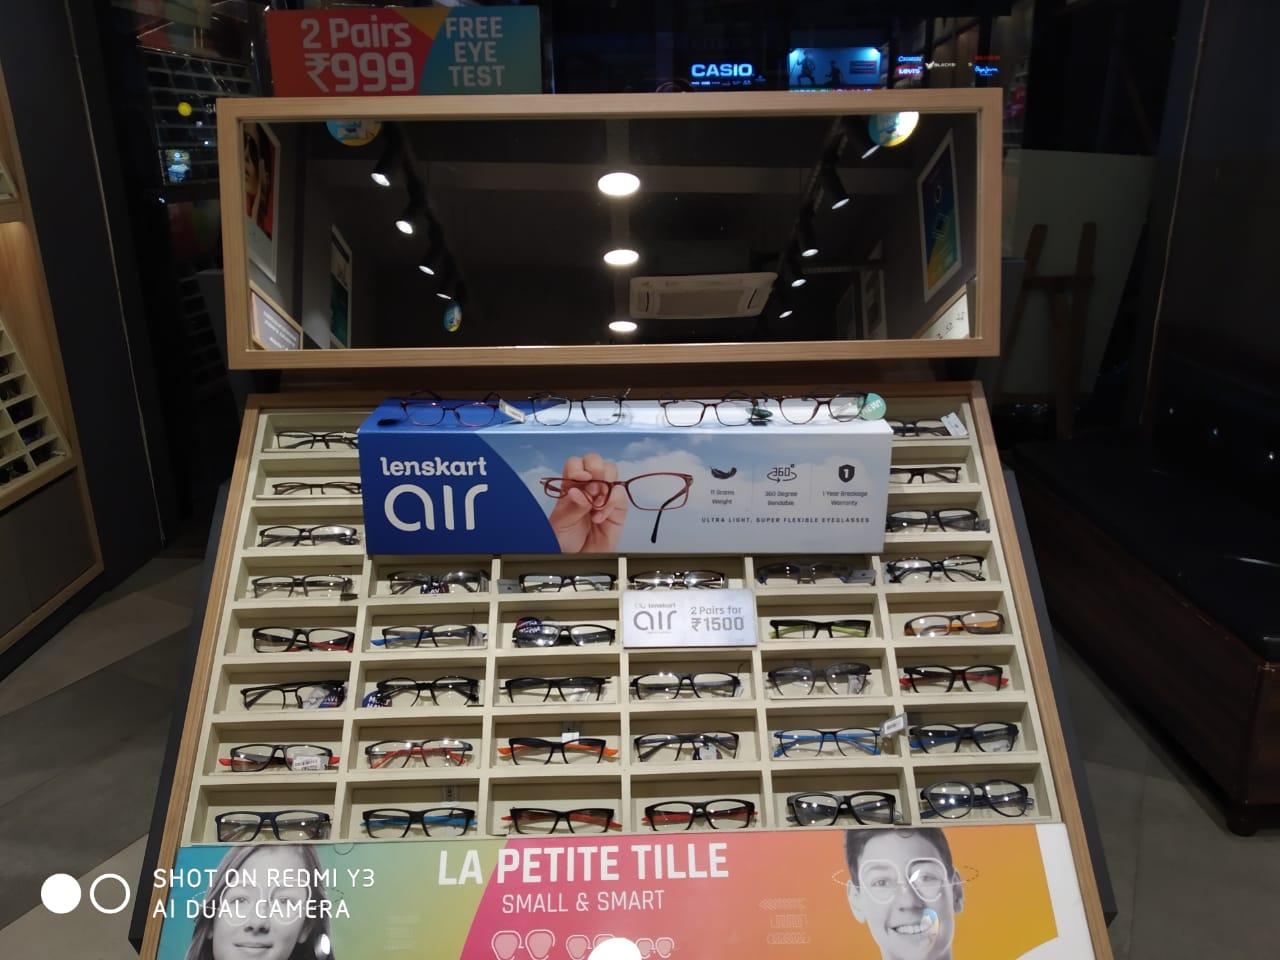 2 Pairs
₹999
FREE
EYE
TEST
CASIO
Levi's
lenskart
air
11 Grams
Weight
360°
360 Degree
Bendable
1
1 Year Breakage
Warranty
ULTRA LIGHT, SUPER FLEXIBLE EYEGLASSES
lenskart
air
2 Pairs for
₹1500
LA PETITE TILLE
SMALL & SMART
SHOT ON REDMI Y3
AI DUAL CAMERA